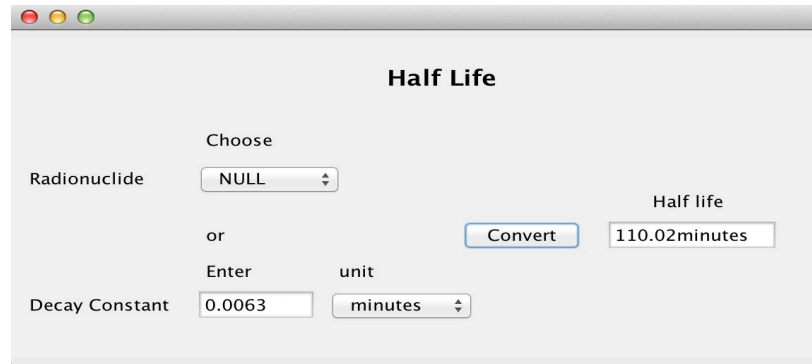 Half Life
Choose
Radionuclide NULL
Half life
or Convert 110.02minutes
Enter unit
Decay Constant 0.0063 minutes